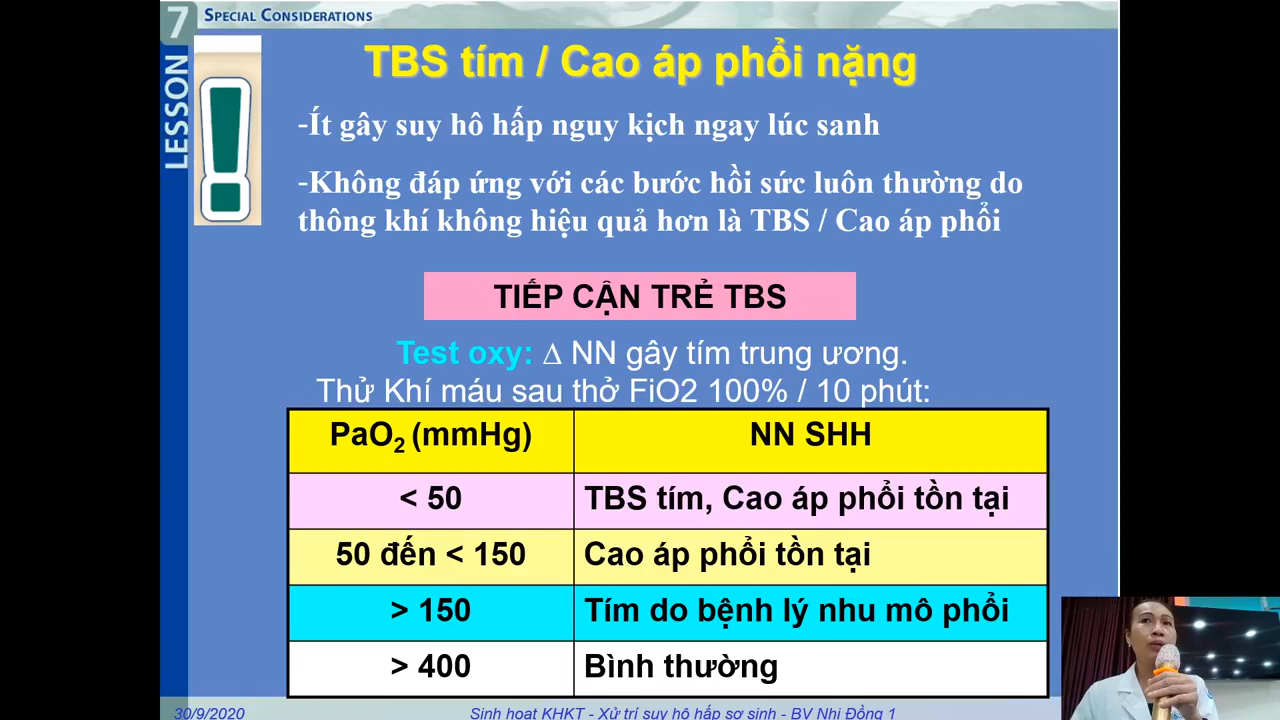 7 SPECIAL CONSIDERATIONS
LESSON
TBS tím / Cao áp phổi nặng
-Ít gây suy hô hấp nguy kịch ngay lúc sanh
-Không đáp ứng với các bước hồi sức luôn thường do
thông khí không hiệu quả hơn là TBS / Cao áp phổi
TIẾP CẬN TRẺ TBS
Test oxy: Δ NN gây tím trung ương.
Thử Khí máu sau thở FiO2 100% / 10 phút:
PaO2 (mmHg) NN SHH
< 50 TBS tím, Cao áp phổi tồn tại
50 đến < 150 Cao áp phổi tồn tại
> 150 Tím do bệnh lý nhu mô phổi
> 400 Bình thường
30/9/2020 Sinh hoạt KHKT - Xử trí suy hô hấp sơ sinh - BV Nhi Đồng 1